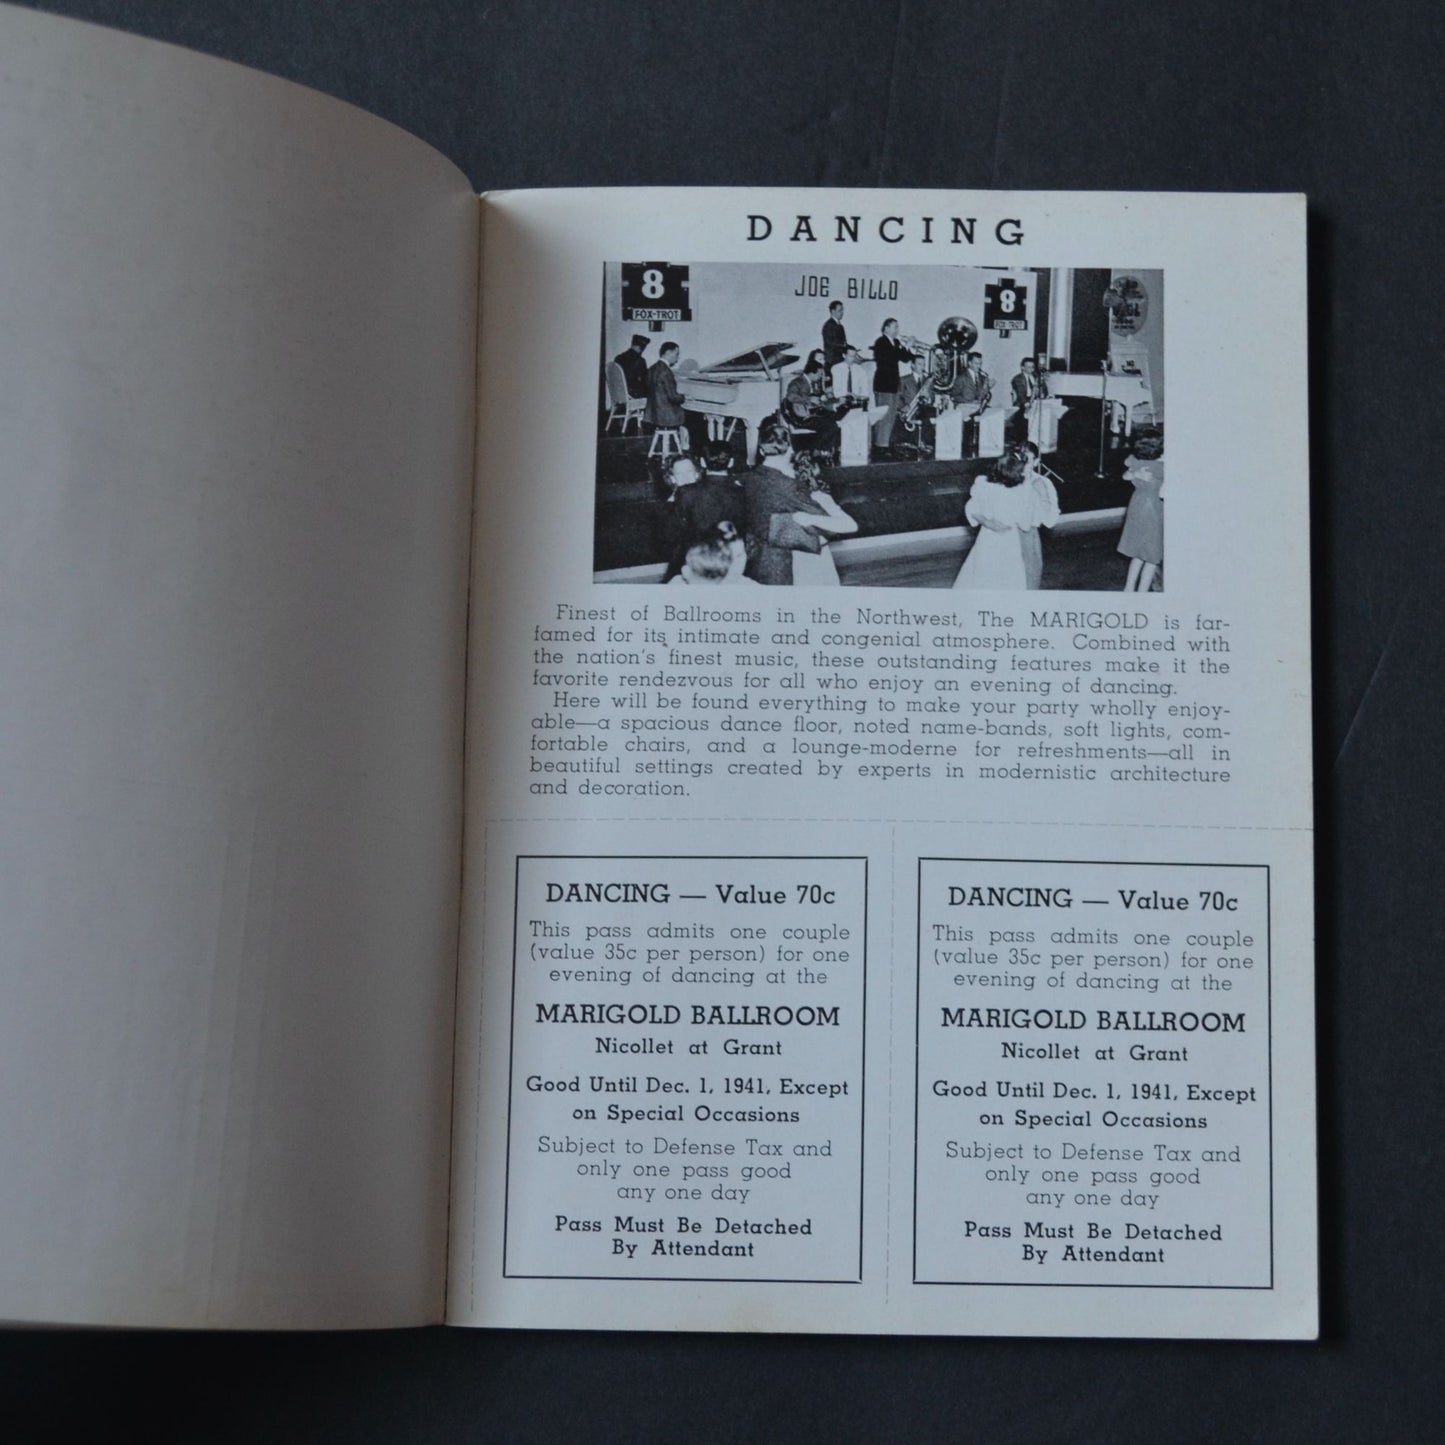 DANCING
8
FOX-TROT
JOE BILLO
8
FOX-TROT
Finest of Ballrooms in the Northwest, The MARIGOLD is far-
famed for its intimate and congenial atmosphere. Combined with
the nation's finest music, these outstanding features make it the
favorite rendezvous for all who enjoy an evening of dancing.
Here will be found everything to make your party wholly enjoy-
able—a spacious dance floor, noted name-bands, soft lights, com-
fortable chairs, and a lounge-moderne for refreshments—all in
beautiful settings created by experts in modernistic architecture
and decoration.
DANCING — Value 70c
This pass admits one couple
(value 35c per person) for one
evening of dancing at the
MARIGOLD BALLROOM
Nicollet at Grant
Good Until Dec. 1, 1941, Except
on Special Occasions
Subject to Defense Tax and
only one pass good
any one day
Pass Must Be Detached
By Attendant
DANCING — Value 70c
This pass admits one couple
(value 35c per person) for one
evening of dancing at the
MARIGOLD BALLROOM
Nicollet at Grant
Good Until Dec. 1, 1941, Except
on Special Occasions
Subject to Defense Tax and
only one pass good
any one day
Pass Must Be Detached
By Attendant